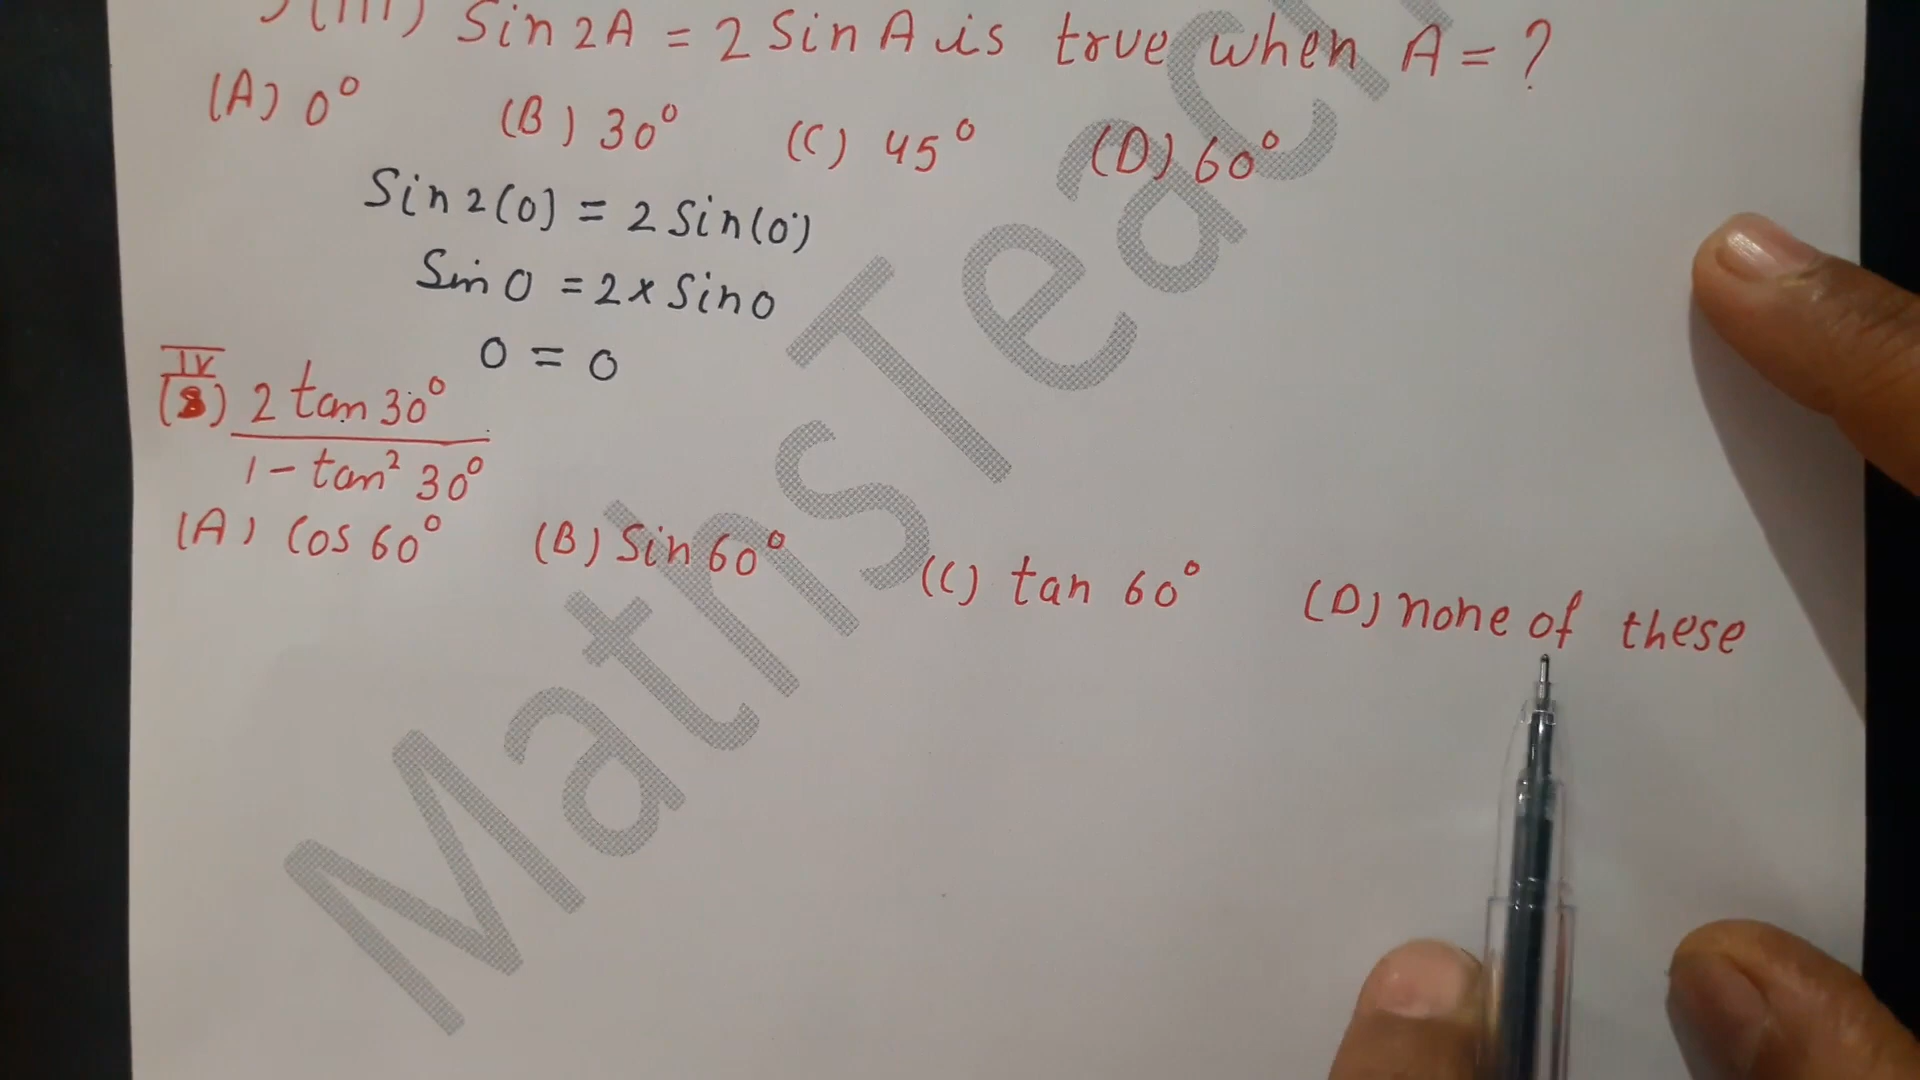 (iii) Sin 2A = 2 Sin A is true when A = ?
(A) 0° (B) 30° (C) 45° (D) 60°
Sin 2(0) = 2 Sin(0)
Sin 0 = 2 x Sin 0
0 = 0
IV
(8) 2 tan 30°
1 - tan² 30°
(A) Cos 60° (B) Sin 60° (C) tan 60° (D) none of these
MathsTeach